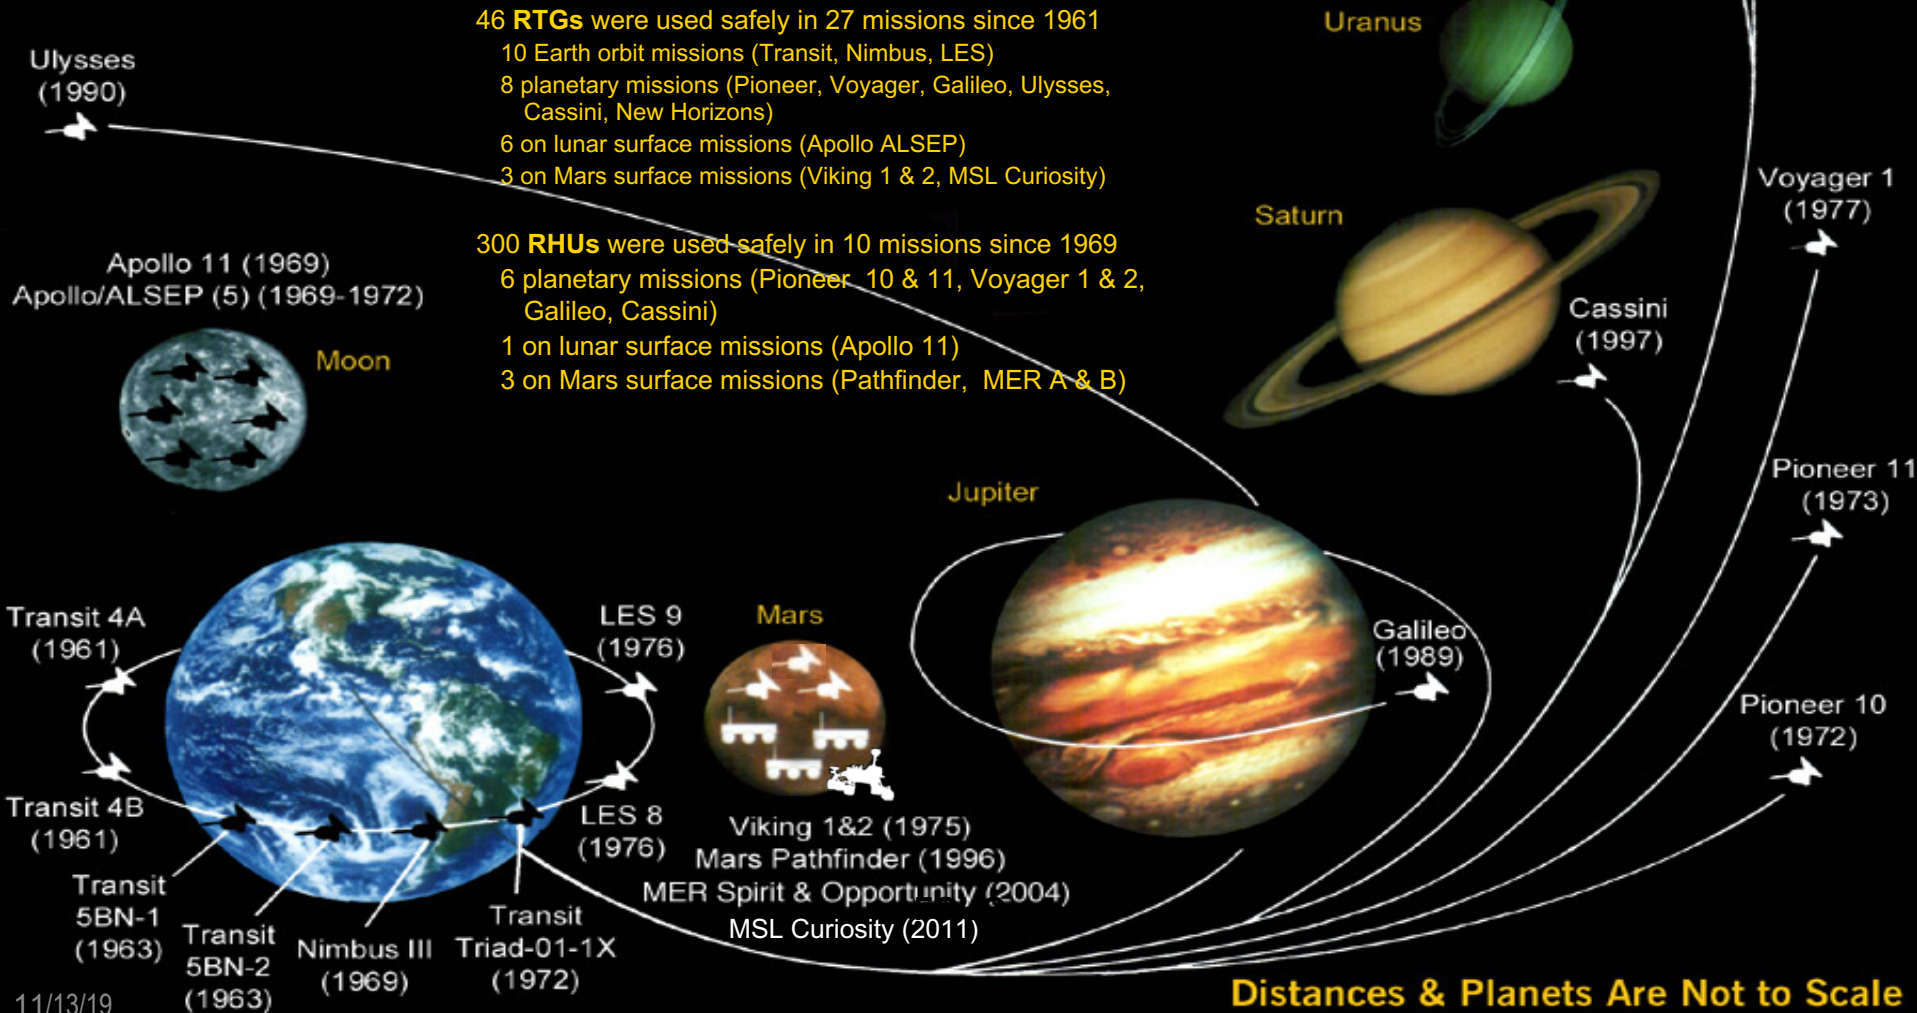 46 RTGs were used safely in 27 missions since 1961
10 Earth orbit missions (Transit, Nimbus, LES)
8 planetary missions (Pioneer, Voyager, Galileo, Ulysses,
Cassini, New Horizons)
6 on lunar surface missions (Apollo ALSEP)
3 on Mars surface missions (Viking 1 & 2, MSL Curiosity)
300 RHUs were used safely in 10 missions since 1969
6 planetary missions (Pioneer 10 & 11, Voyager 1 & 2,
Galileo, Cassini)
1 on lunar surface missions (Apollo 11)
3 on Mars surface missions (Pathfinder, MER A & B)
Ulysses
(1990)
Uranus
Voyager 1
(1977)
Saturn
Cassini
(1997)
Apollo 11 (1969)
Apollo/ALSEP (5) (1969-1972)
Moon
Pioneer 11
(1973)
Jupiter
Galileo
(1989)
Pioneer 10
(1972)
Transit 4A
(1961)
LES 9
(1976)
Mars
Transit 4B
(1961)
LES 8
(1976)
Viking 1&2 (1975)
Mars Pathfinder (1996)
MER Spirit & Opportunity (2004)
MSL Curiosity (2011)
Transit
5BN-1
(1963)
Transit
5BN-2
(1963)
Nimbus III
(1969)
Transit
Triad-01-1X
(1972)
11/13/19
Distances & Planets Are Not to Scale